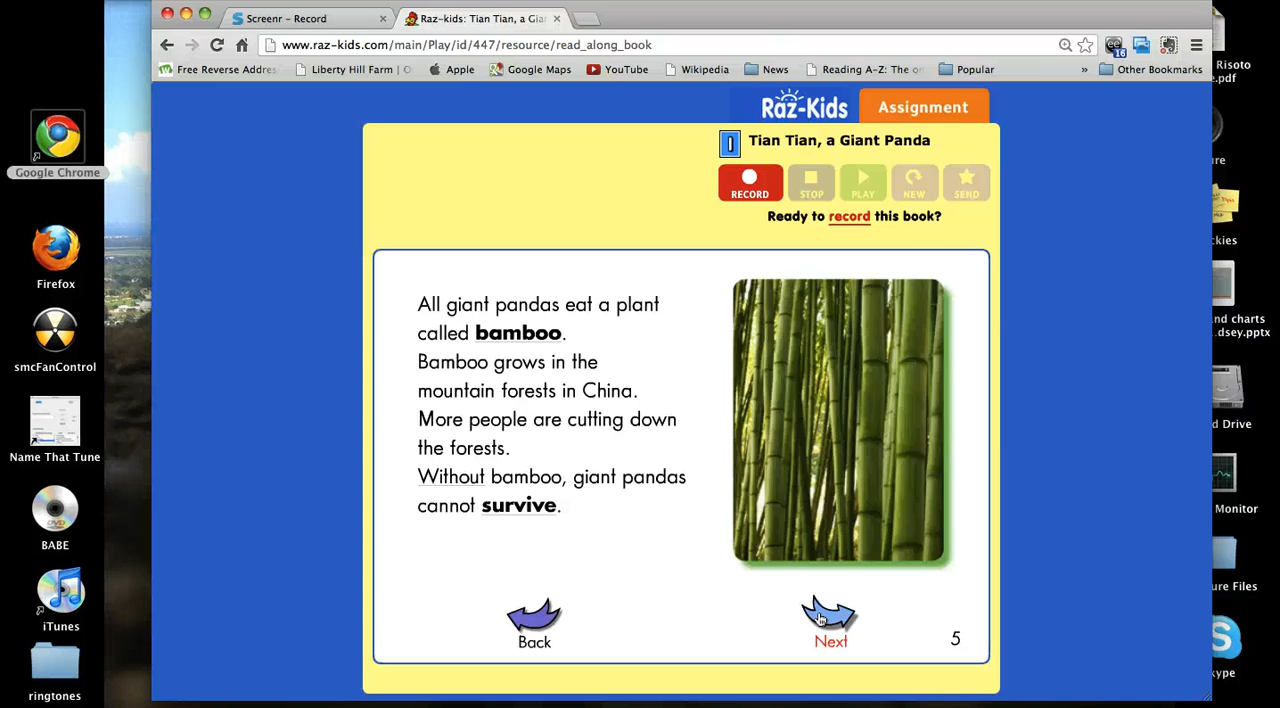 Screenr – Record
Raz-kids: Tian Tian, a Gia
www.raz-kids.com/main/Play/id/447/resource/read_along_book
16
Free Reverse Addres
Liberty Hill Farm | O
Apple
Google Maps
YouTube
Wikipedia
News
Reading A-Z: The on
Popular
»
Other Bookmarks
Raz-Kids
Assignment
Tian Tian, a Giant Panda
RECORD
STOP
PLAY
NEW
SEND
Ready to record this book?
All giant pandas eat a plant
called bamboo.
Bamboo grows in the
mountain forests in China.
More people are cutting down
the forests.
Without bamboo, giant pandas
cannot survive.
Back
Next
5
Google Chrome
Firefox
smcFanControl
Name That Tune
DVD
BABE
iTunes
ringtones
Risoto
e.pdf
ure
ckies
nd charts
.dsey.pptx
d Drive
Monitor
ure Files
kype